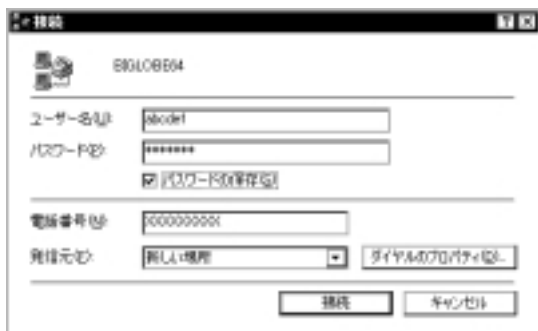 接続
BIGLOBE64
ユーザー名(U):
abcdef
パスワード(P):
*******
パスワードの保存(S)
電話番号(N):
XXXXXXXXXX
発信元(F):
新しい場所
ダイヤルのプロパティ(D)...
接続
キャンセル